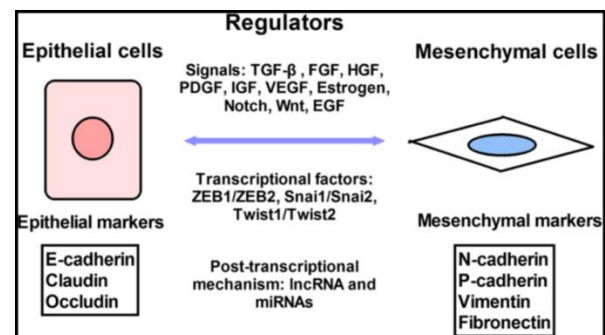 Regulators
Epithelial cells
Mesenchymal cells
Signals: TGF-β , FGF, HGF,
PDGF, IGF, VEGF, Estrogen,
Notch, Wnt, EGF
Transcriptional factors:
ZEB1/ZEB2, Snai1/Snai2,
Twist1/Twist2
Epithelial markers
Mesenchymal markers
E-cadherin
Claudin
Occludin
Post-transcriptional
mechanism: lncRNA and
miRNAs
N-cadherin
P-cadherin
Vimentin
Fibronectin